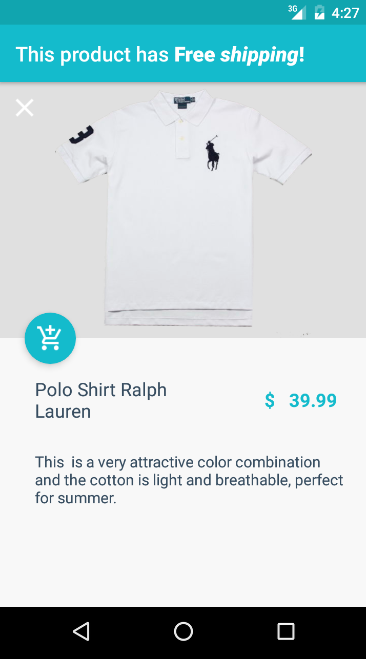 3G
4:27
This product has Free shipping!
3
Polo Shirt Ralph
Lauren
$ 39.99
This is a very attractive color combination
and the cotton is light and breathable, perfect
for summer.